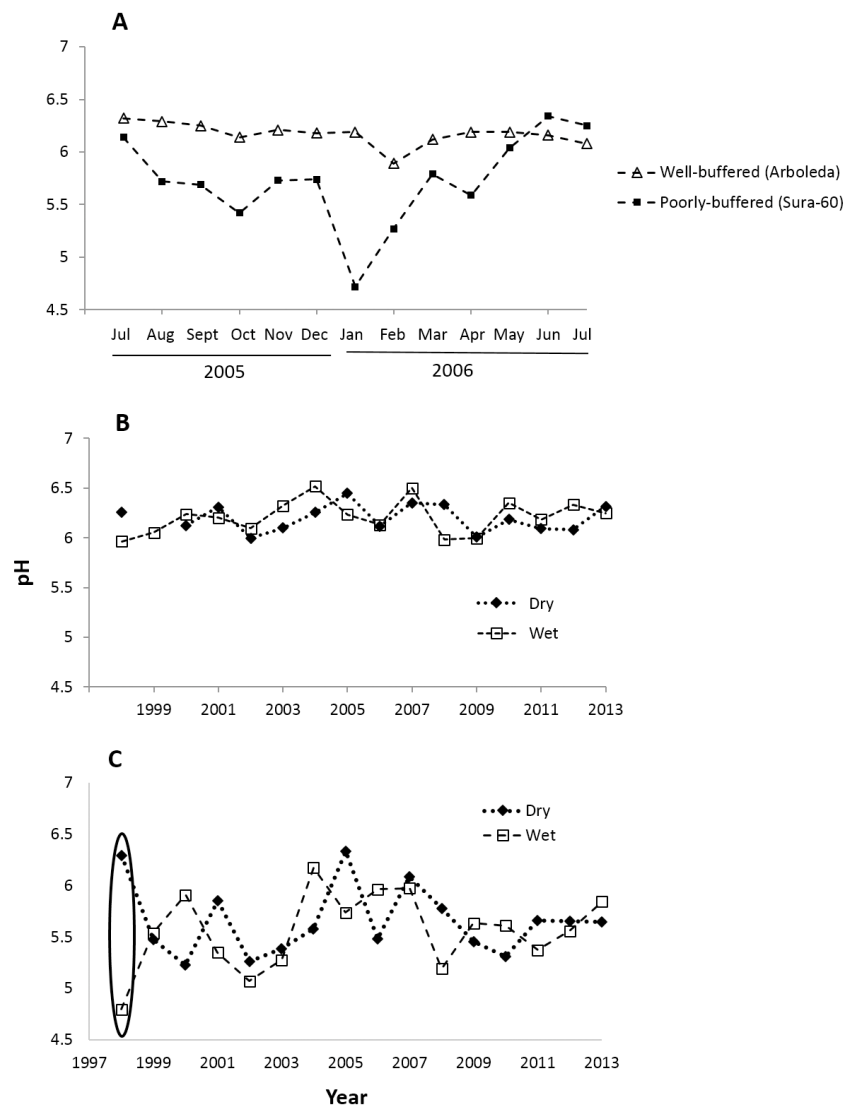 A
7
6.5
6
5.5
5
4.5
Jul Aug Sept Oct Nov Dec Jan Feb Mar Apr May Jun Jul
2005 2006
Well-buffered (Arboleda)
Poorly-buffered (Sura-60)
B
7
6.5
6
5.5
5
4.5
pH
Dry
Wet
1999 2001 2003 2005 2007 2009 2011 2013
C
7
6.5
6
5.5
5
4.5
Dry
Wet
1997 1999 2001 2003 2005 2007 2009 2011 2013
Year